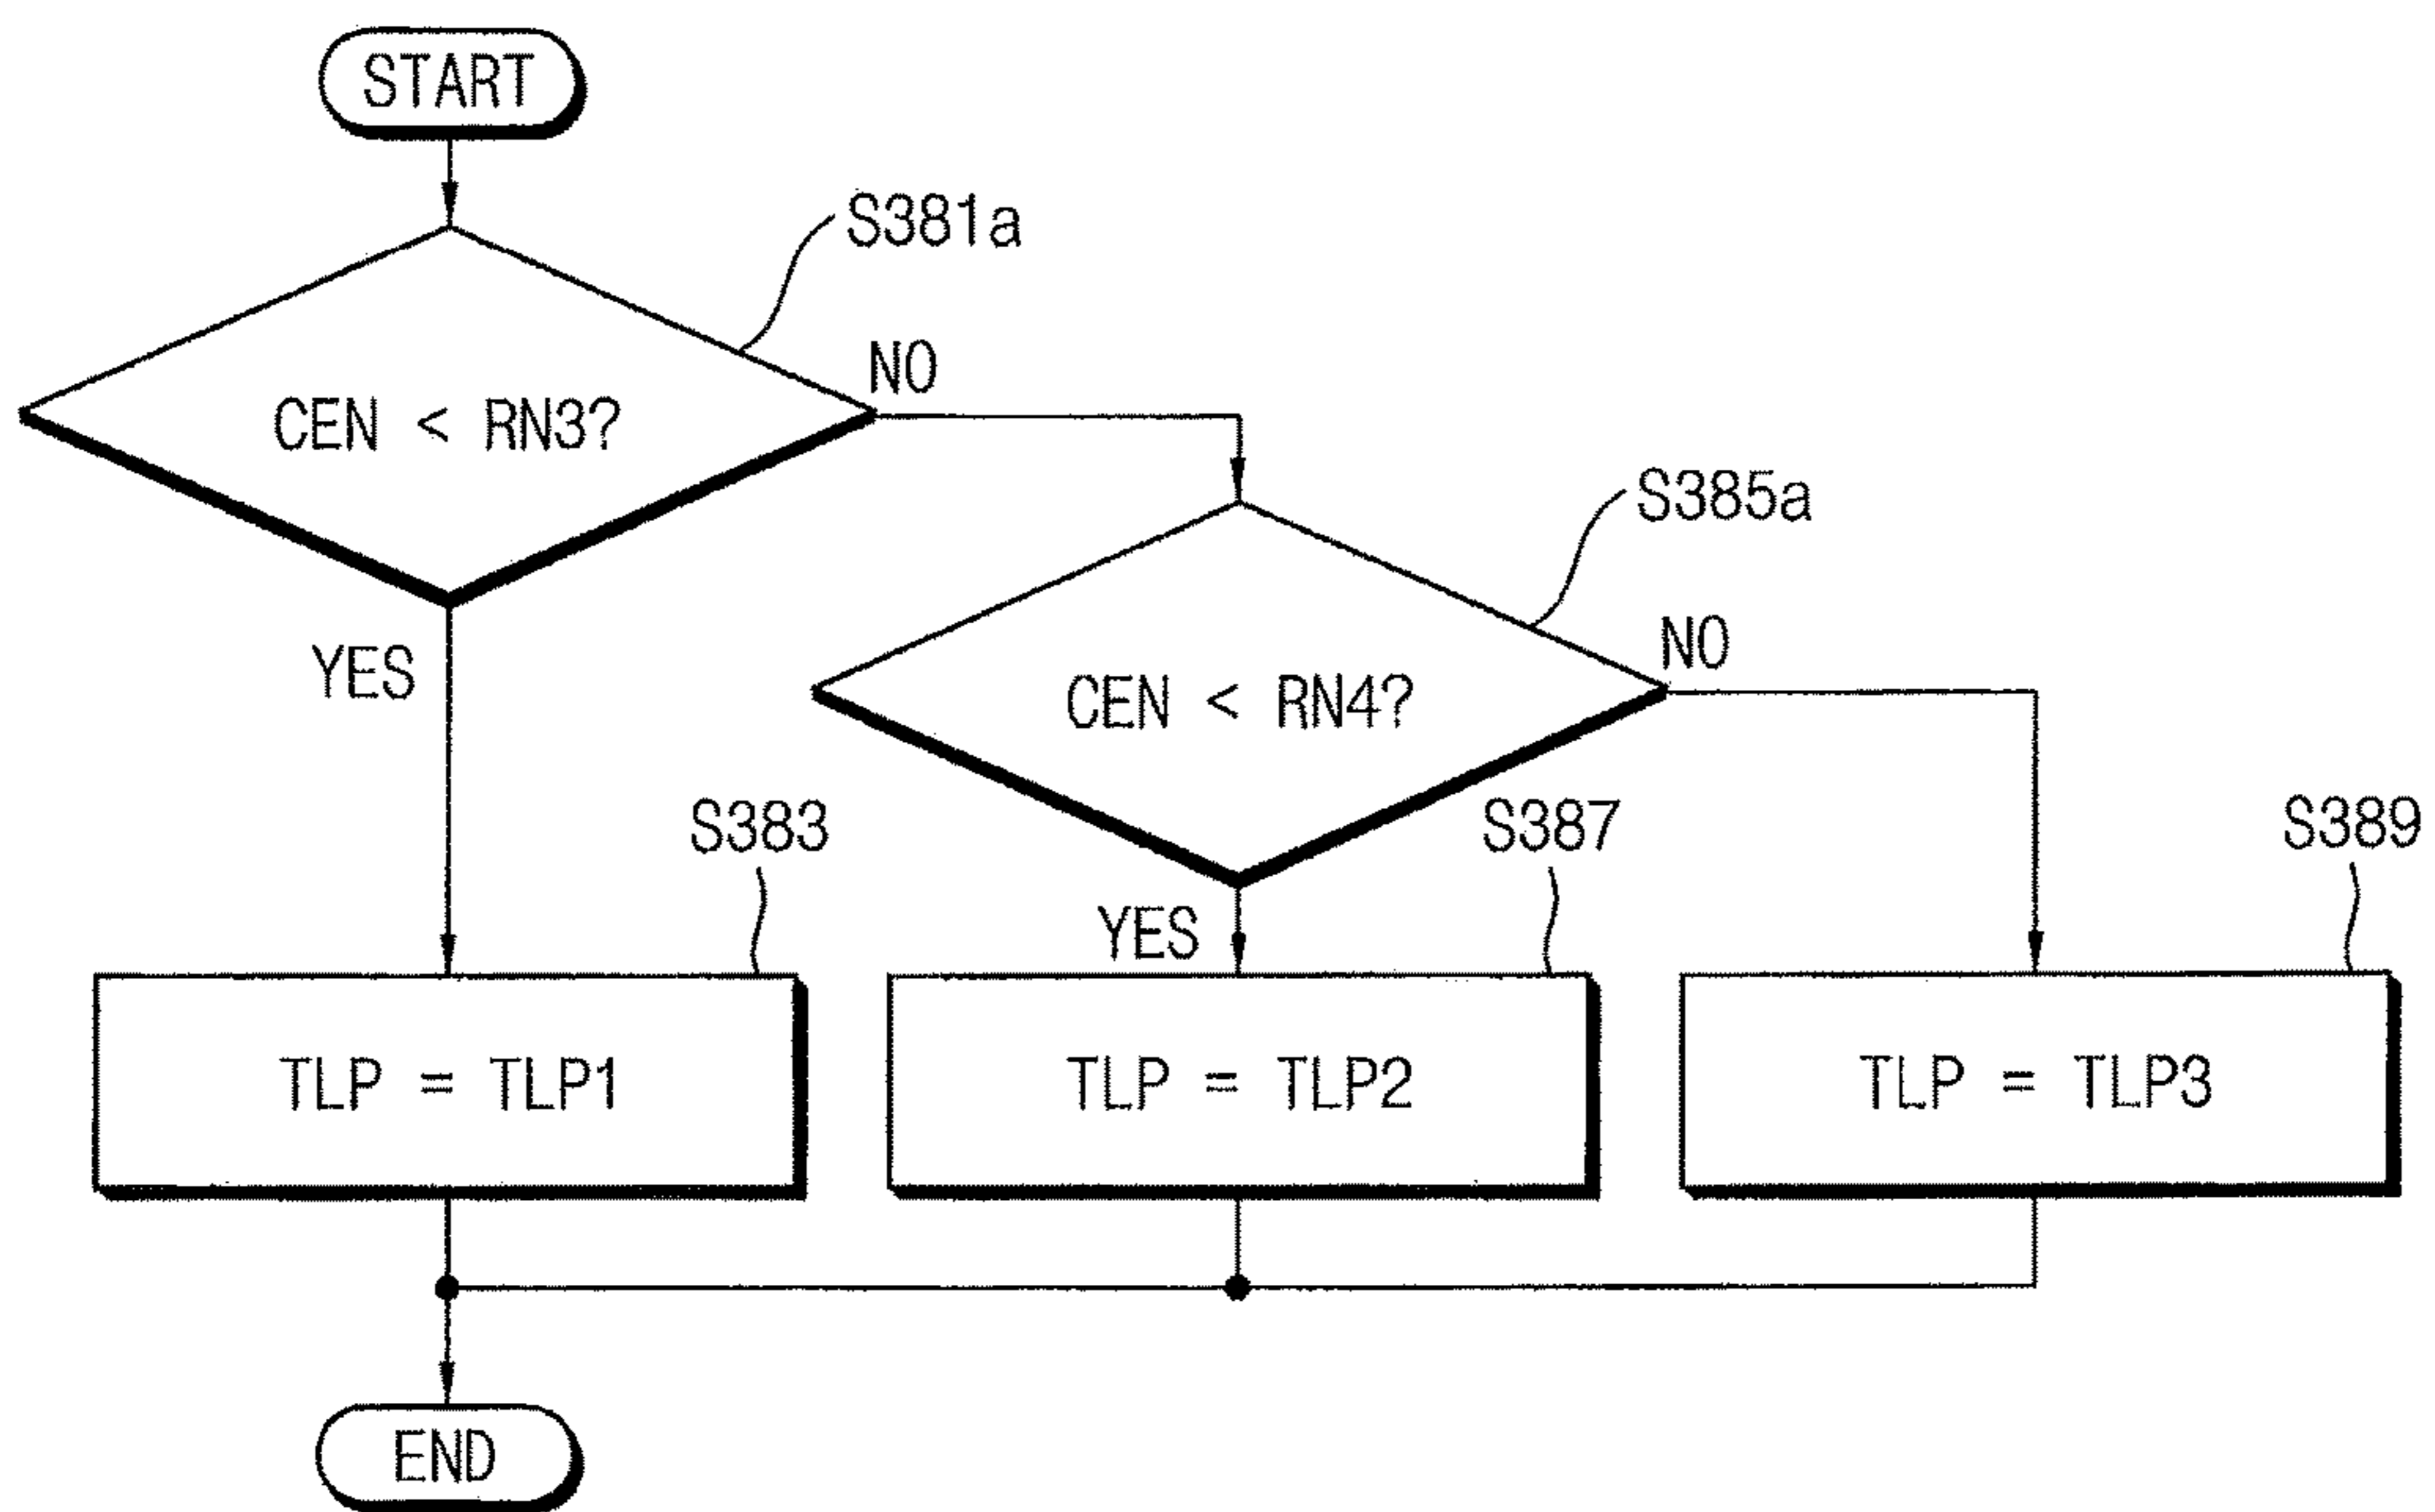 START
S381a
NO
CEN < RN3?
S385a
NO
YES
CEN < RN4?
S383
S387
S389
YES
TLP = TLP1
TLP = TLP2
TLP = TLP3
END